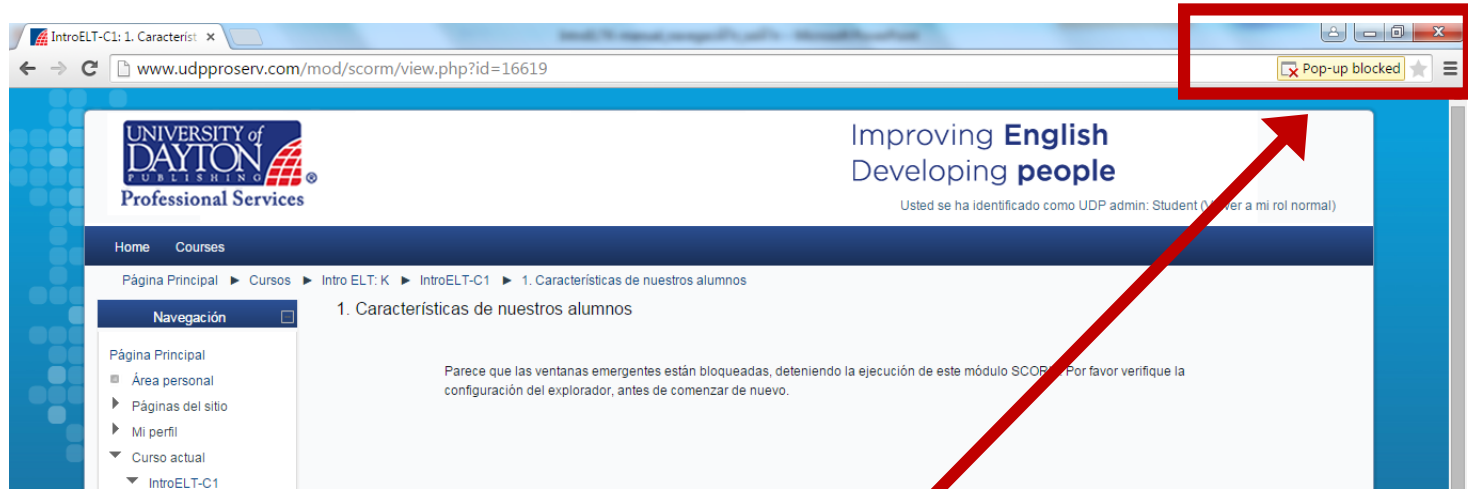 IntroELT-C1: 1. Característ
www.udpproserv.com/mod/scorm/view.php?id=16619
Pop-up blocked
UNIVERSITY of
DAYTON
PUBLISHING ®
Professional Services
Improving English
Developing people
Usted se ha identificado como UDP admin: Student ( ver a mi rol normal)
Home Courses
Página Principal ► Cursos ► Intro ELT: K ► IntroELT-C1 ► 1. Características de nuestros alumnos
Navegación
1. Características de nuestros alumnos
Página Principal
Área personal
Páginas del sitio
Mi perfil
Curso actual
IntroELT-C1
Parece que las ventanas emergentes están bloqueadas, deteniendo la ejecución de este módulo SCOR Por favor verifique la
configuración del explorador, antes de comenzar de nuevo.